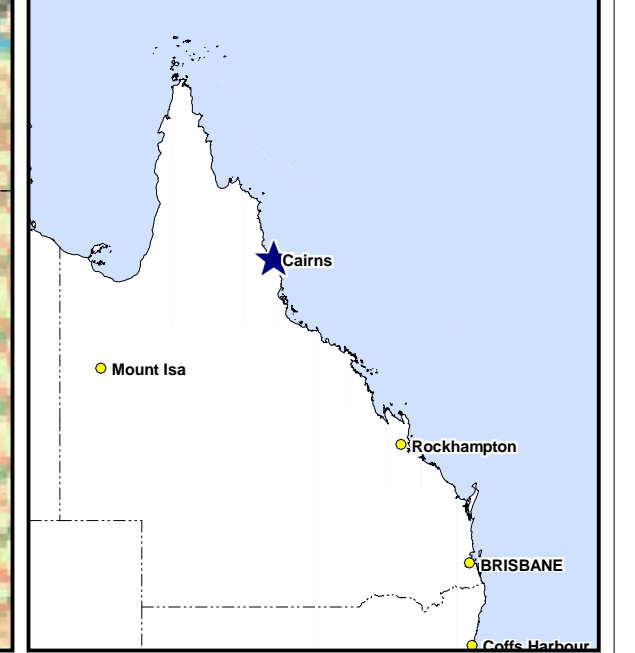 Cairns
Mount Isa
Rockhampton
BRISBANE
Coffs Harbour